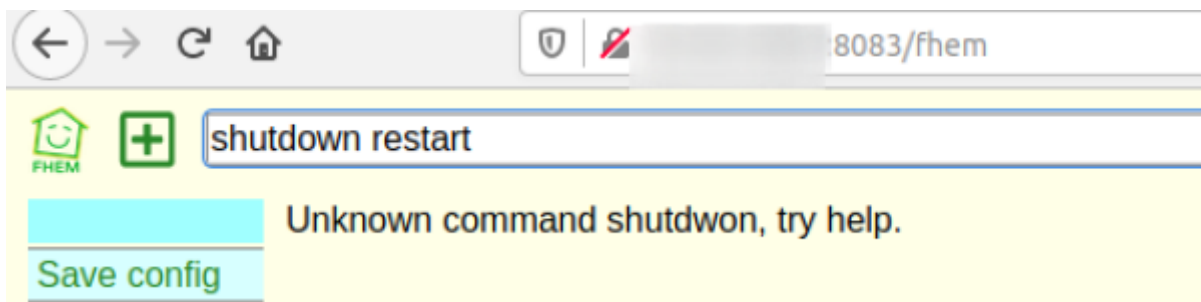 :8083/fhem
FHEM
shutdown restart
Unknown command shutdwon, try help.
Save config